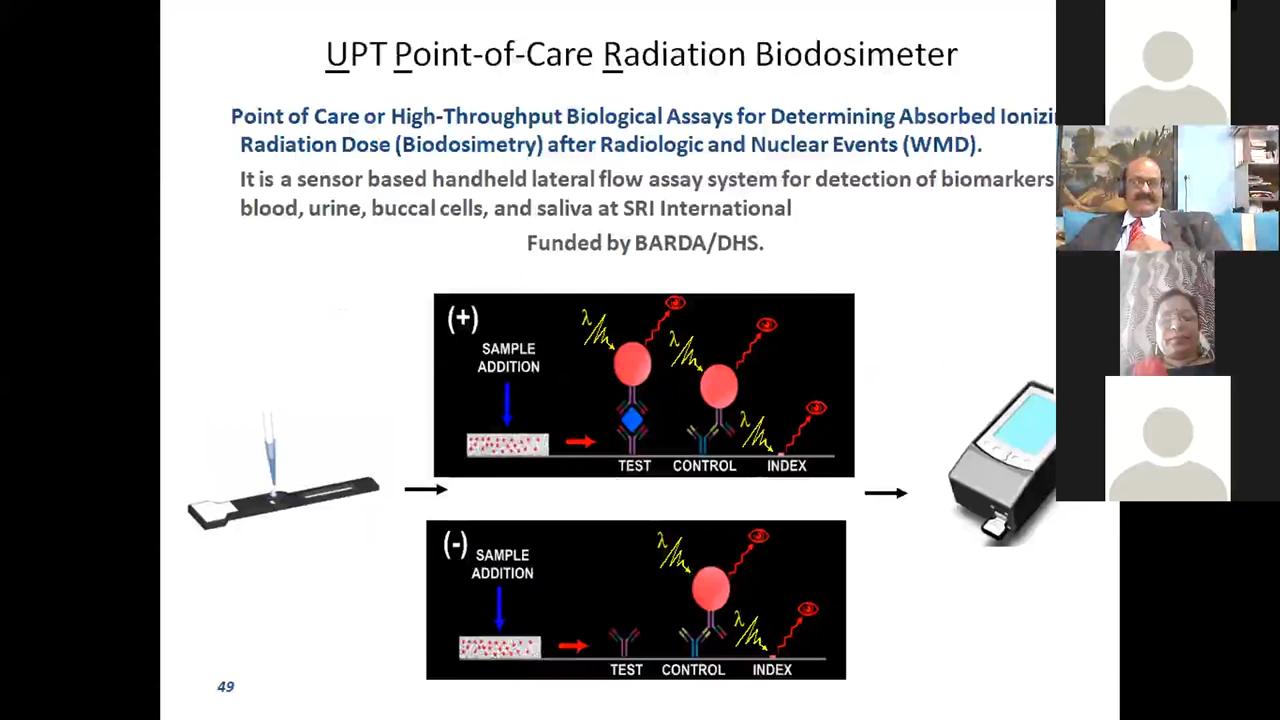 UPT Point-of-Care Radiation Biodosimeter
Point of Care or High-Throughput Biological Assays for Determining Absorbed
Radiation Dose (Biodosimetry) after Radiologic and Nuclear Events (WMD).
It is a sensor based handheld lateral flow assay system for detection of biomarkers
blood, urine, buccal cells, and saliva at SRI International
Funded by BARDA/DHS.
(+)
SAMPLE
ADDITION
λ
λ
λ
TEST
CONTROL
INDEX
(-)
SAMPLE
ADDITION
λ
λ
TEST
CONTROL
INDEX
49